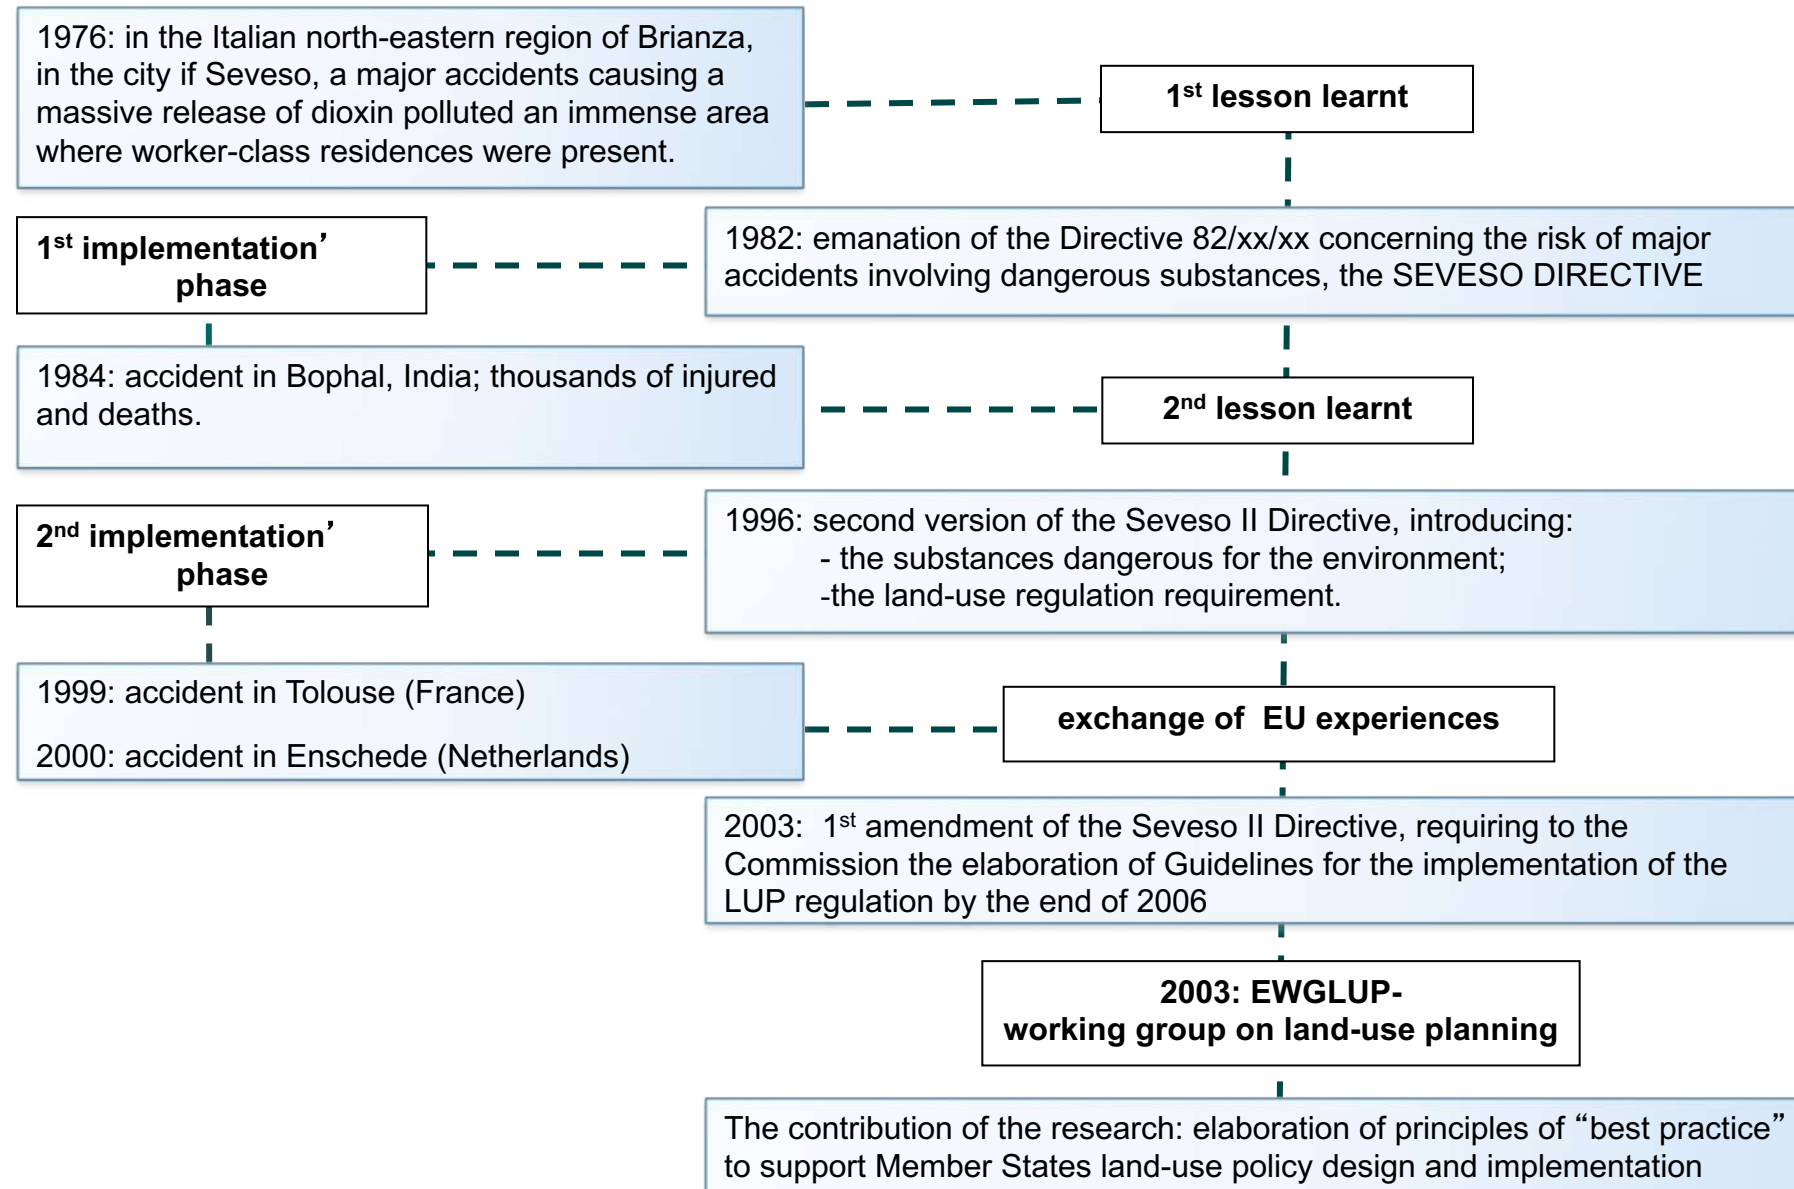 1976: in the Italian north-eastern region of Brianza,
in the city if Seveso, a major accidents causing a
massive release of dioxin polluted an immense area
where worker-class residences were present.
1st lesson learnt
1st implementation’
phase
1982: emanation of the Directive 82/xx/xx concerning the risk of major
accidents involving dangerous substances, the SEVESO DIRECTIVE
1984: accident in Bophal, India; thousands of injured
and deaths.
2nd lesson learnt
2nd implementation’
phase
1996: second version of the Seveso II Directive, introducing:
- the substances dangerous for the environment;
-the land-use regulation requirement.
1999: accident in Tolouse (France)
2000: accident in Enschede (Netherlands)
exchange of EU experiences
2003: 1st amendment of the Seveso II Directive, requiring to the
Commission the elaboration of Guidelines for the implementation of the
LUP regulation by the end of 2006
2003: EWGLUP-
working group on land-use planning
The contribution of the research: elaboration of principles of “best practice”
to support Member States land-use policy design and implementation